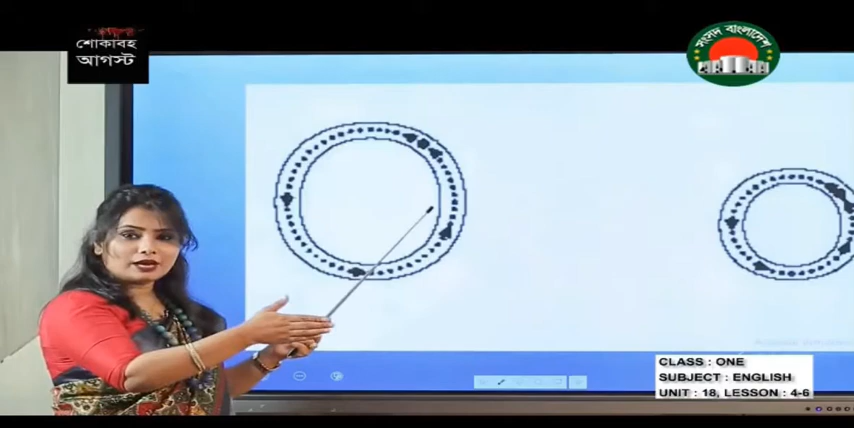 শোকাবহ
আগস্ট
সংসদ বাংলাদেশ
CLASS : ONE
SUBJECT : ENGLISH
UNIT : 18, LESSON : 4-6